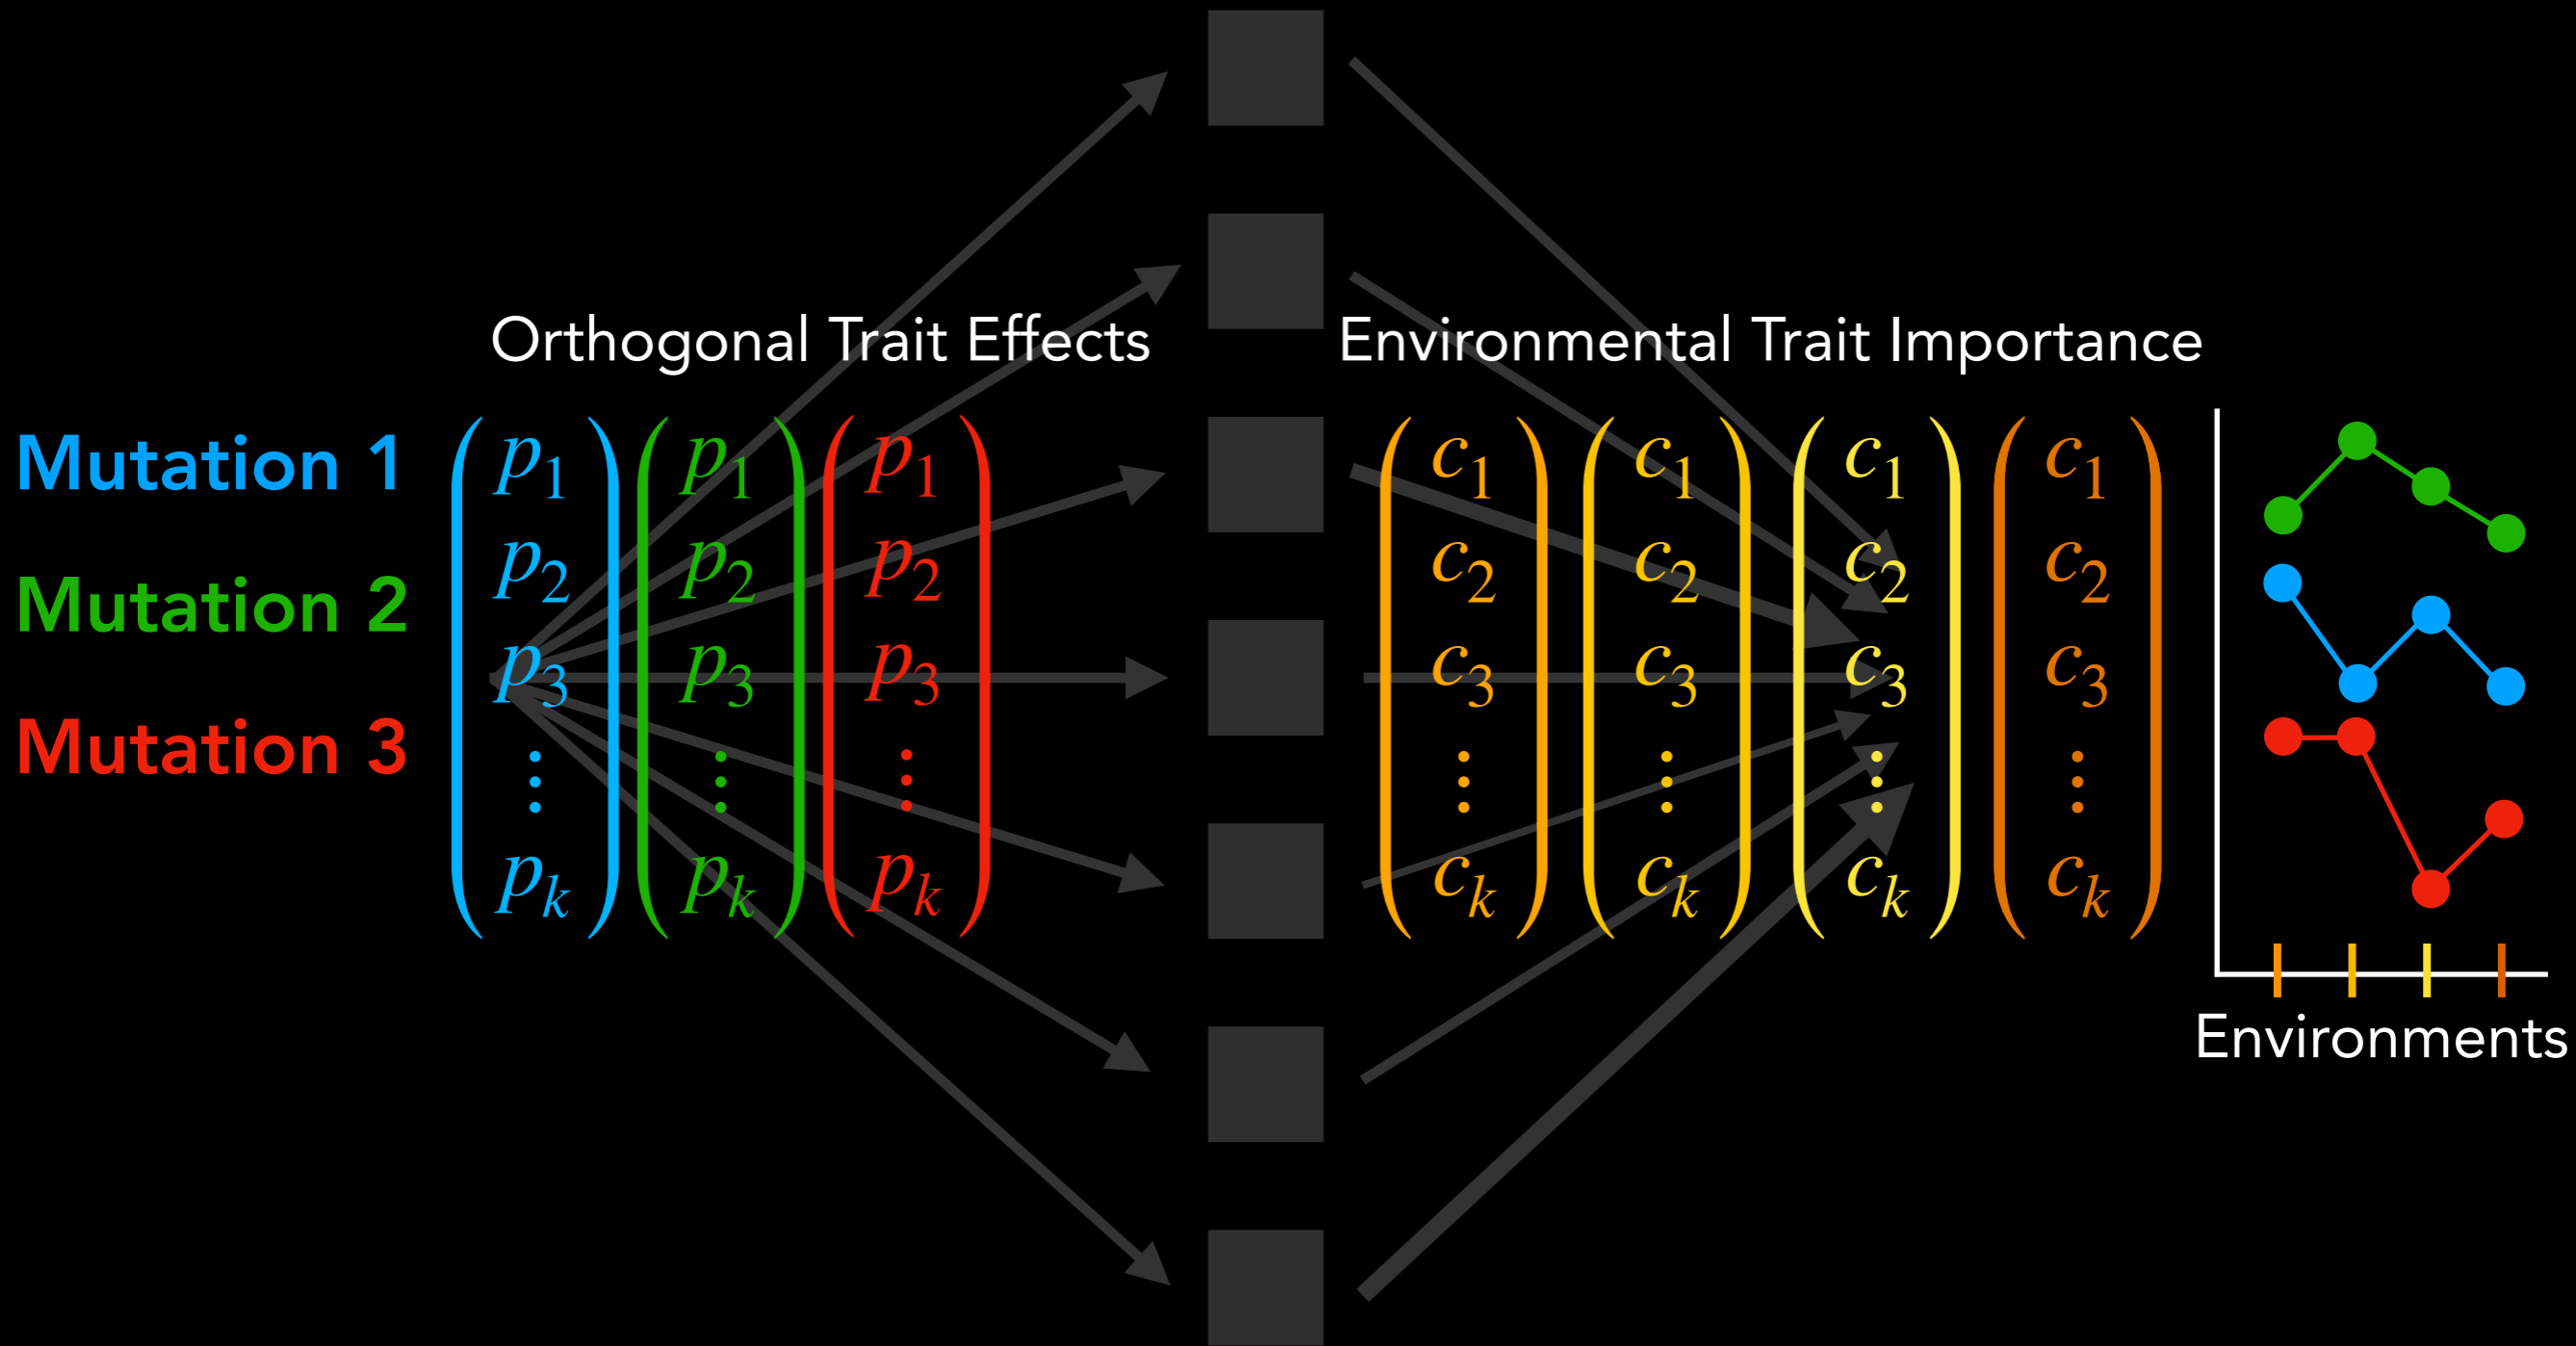 Orthogonal Trait Effects
Environmental Trait Importance
Mutation 1
Mutation 2
Mutation 3
p1 p1 p1 c1 c1 c1 c1
p2 p2 p2 c2 c2 c2 c2
p3 p3 p3 c3 c3 c3 c3
⋮ ⋮ ⋮ ⋮ ⋮ ⋮ ⋮
pk pk pk ck ck ck ck
Environments